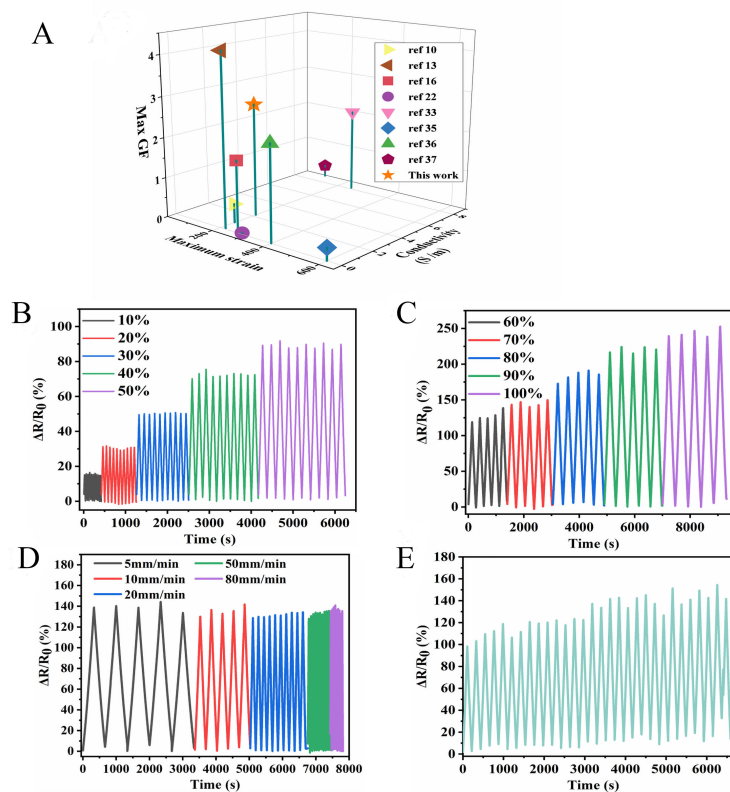 A
4
3
2
1
0
Max GF
200
400
600
Maximum strain
0
2
4
6
8
Conductivity
(S /m)
ref 10
ref 13
ref 16
ref 22
ref 33
ref 35
ref 36
ref 37
This work
B
100
80
60
40
20
0
ΔR/R0 (%)
10%
20%
30%
40%
50%
0 1000 2000 3000 4000 5000 6000
Time (s)
C
250
200
150
100
50
0
ΔR/R0 (%)
60%
70%
80%
90%
100%
0 2000 4000 6000 8000
Time (s)
D
180
160
140
120
100
80
60
40
20
0
ΔR/R0 (%)
5mm/min 50mm/min
10mm/min 80mm/min
20mm/min
0 1000 2000 3000 4000 5000 6000 7000 8000
Time (s)
E
180
160
140
120
100
80
60
40
20
0
ΔR/R0 (%)
0 1000 2000 3000 4000 5000 6000
Time (s)